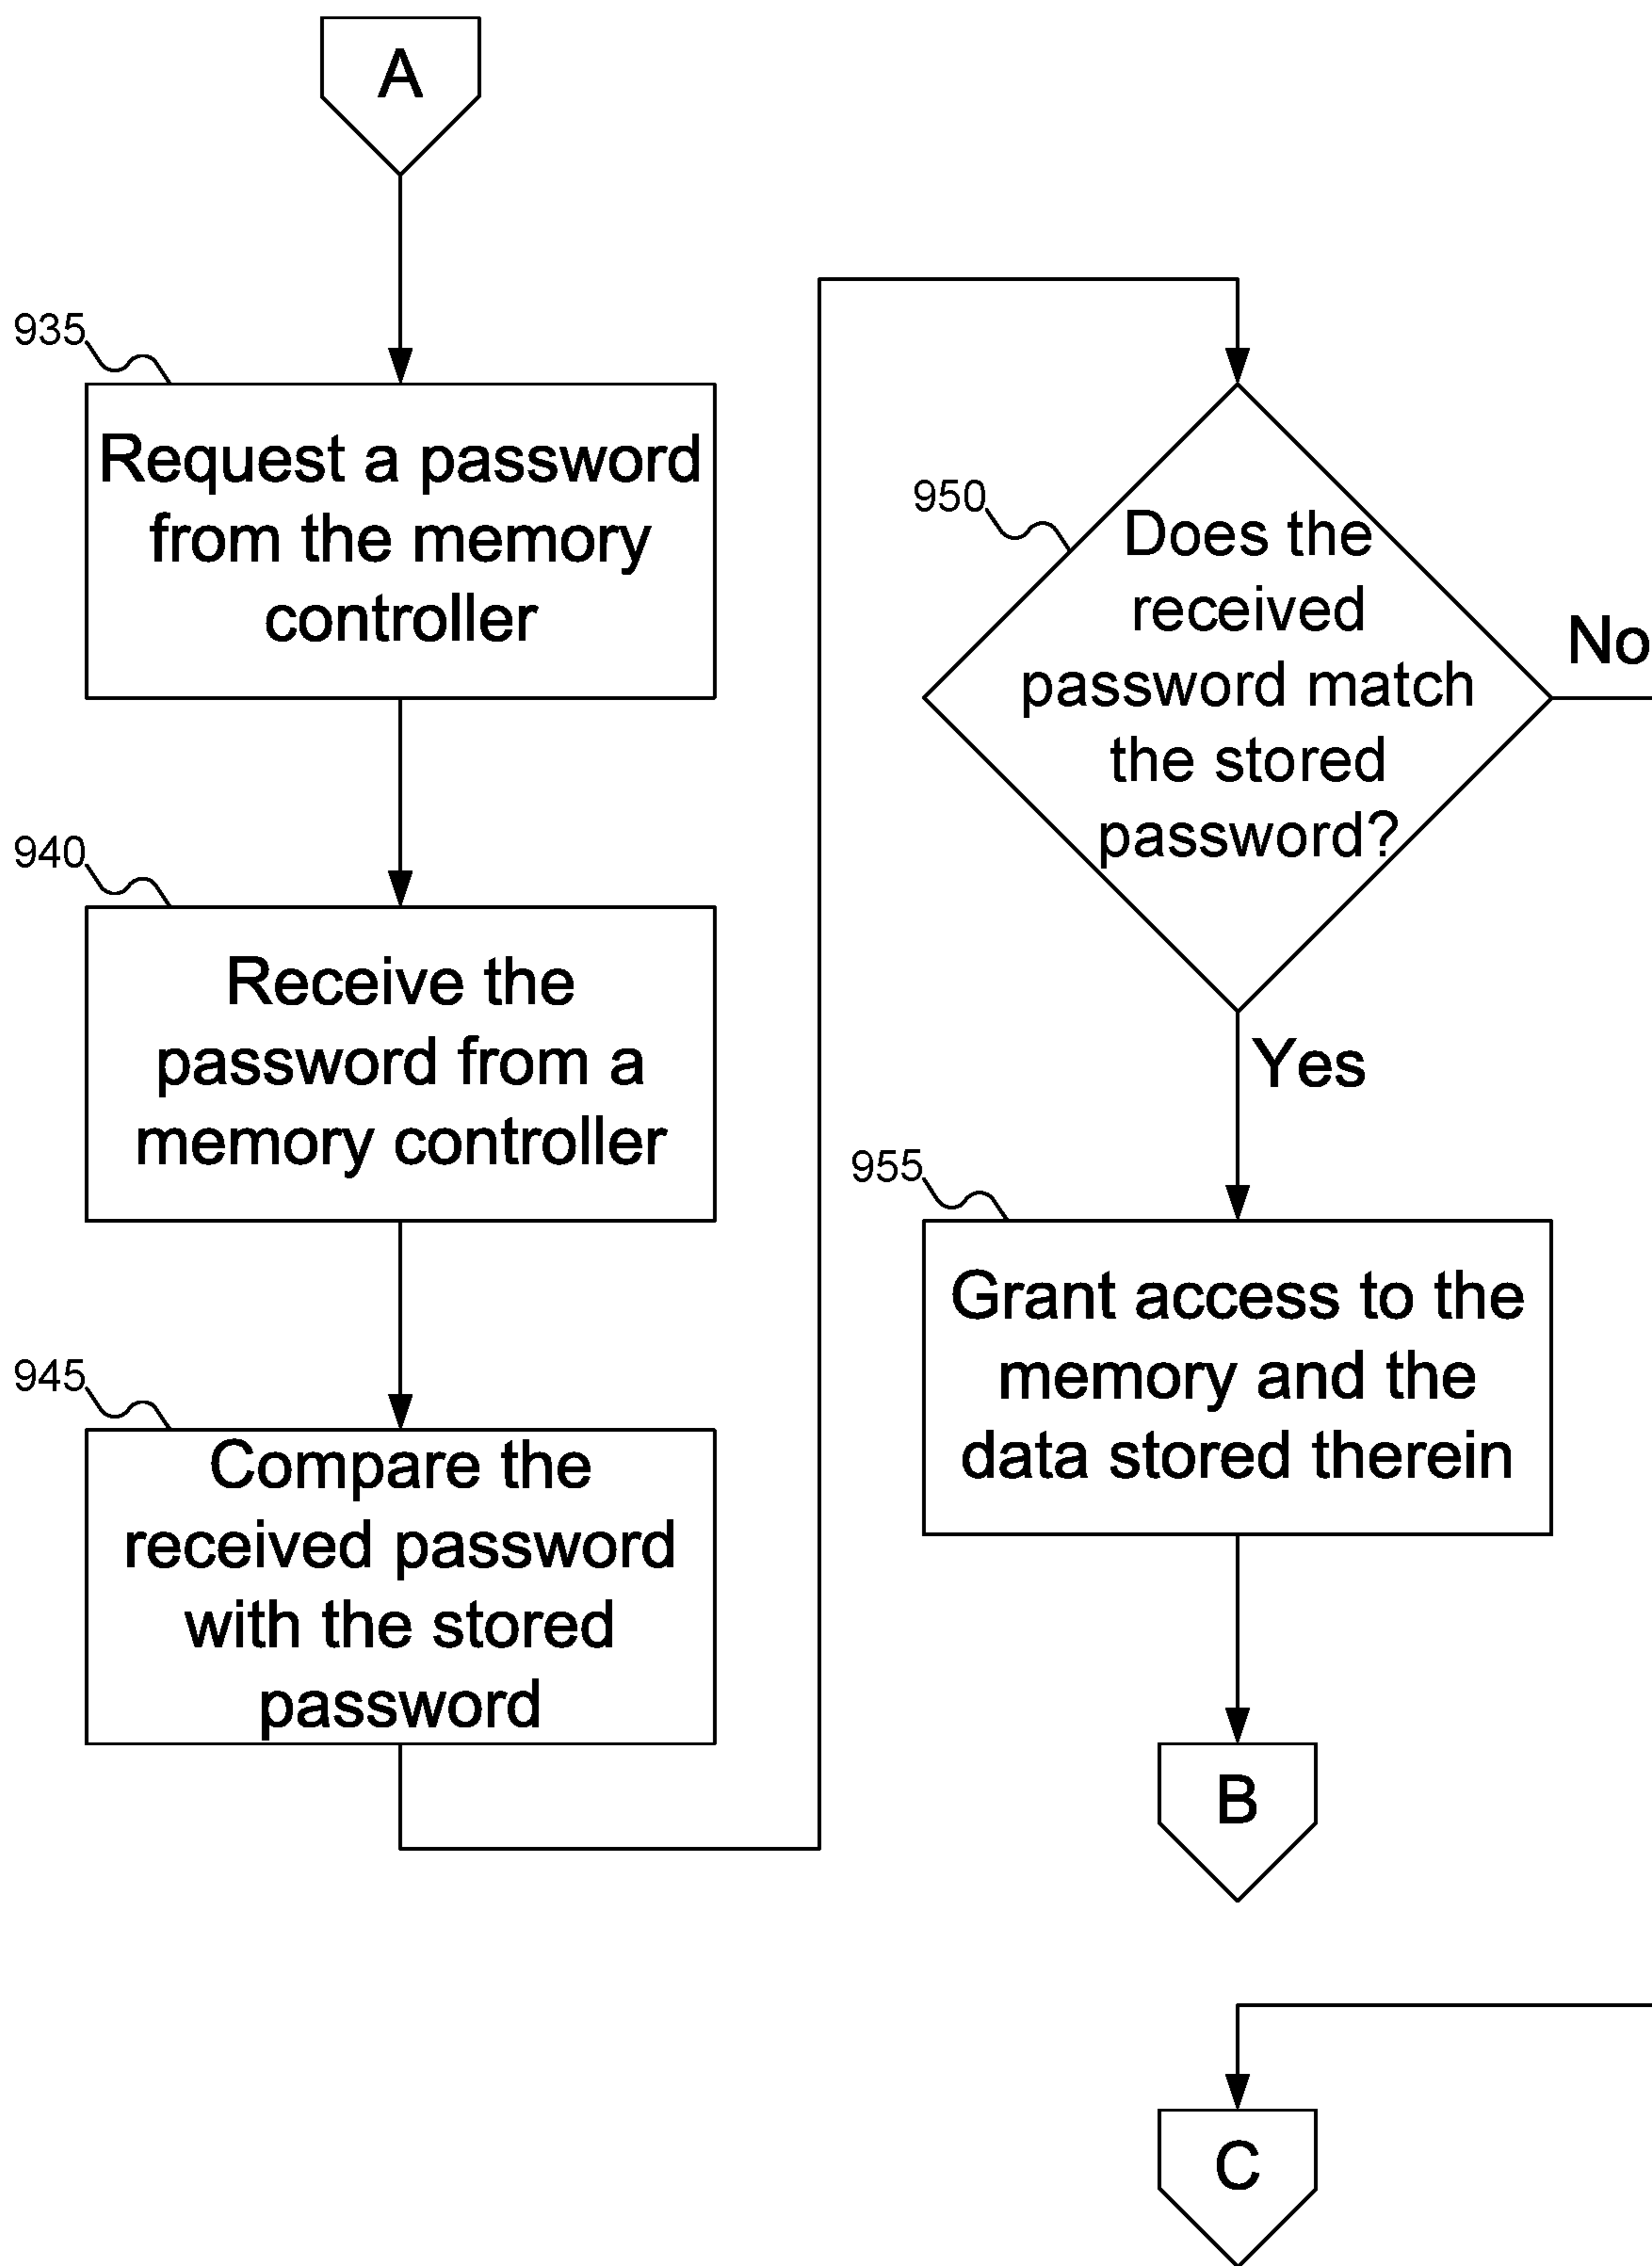 A
935
Request a password
from the memory
controller
940
Receive the
password from a
memory controller
945
Compare the
received password
with the stored
password
950
Does the
received
password match
the stored
password?
No
Yes
955
Grant access to the
memory and the
data stored therein
B
C